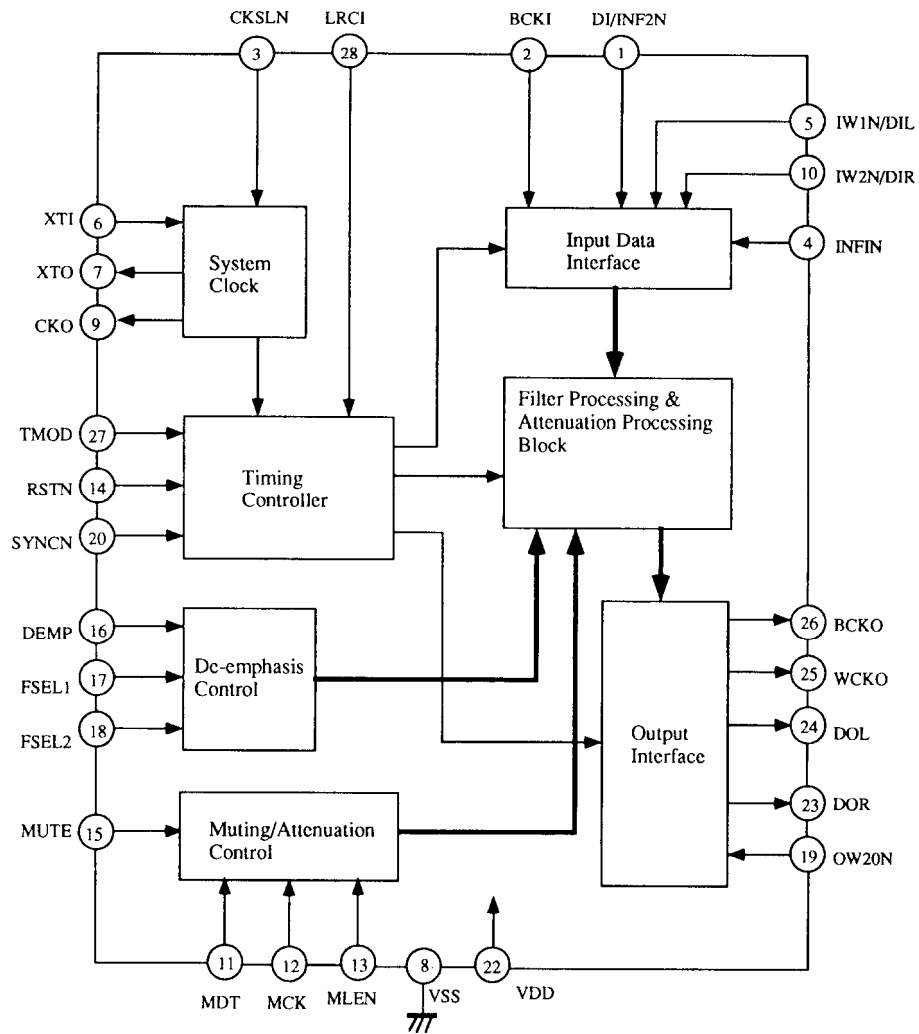 CKSLN
LRCI
BCKI
DI/INF2N
3
28
2
1
5
IW1N/DIL
10
IW2N/DIR
XTI
6
System
Clock
Input Data
Interface
4
INFIN
XTO
7
CKO
9
Filter Processing &
Attenuation Processing
Block
TMOD
27
Timing
Controller
RSTN
14
SYNCN
20
DEMP
16
De-emphasis
Control
FSEL1
17
FSEL2
18
Output
Interface
26
BCKO
25
WCKO
24
DOL
23
DOR
19
OW20N
MUTE
15
Muting/Attenuation
Control
11
12
13
8
22
MDT
MCK
MLEN
VSS
VDD